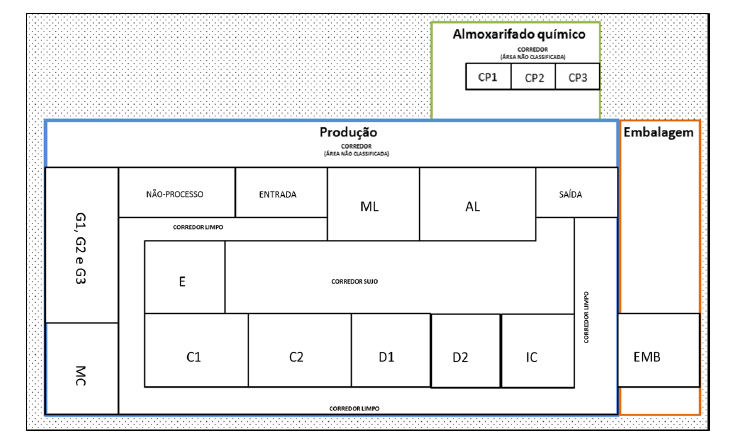 Almoxarifado químico
CORREDOR
(ÁREA NÃO CLASSIFICADA)
CP1 CP2 CP3
Produção
CORREDOR
(ÁREA NÃO CLASSIFICADA)
Embalagem
NÃO-PROCESSO ENTRADA ML AL SAÍDA
G1, G2 e G3
CORREDOR LIMPO
E
CORREDOR SUJO
CORREDOR LIMPO
MC
C1 C2 D1 D2 IC
EMB
CORREDOR LIMPO